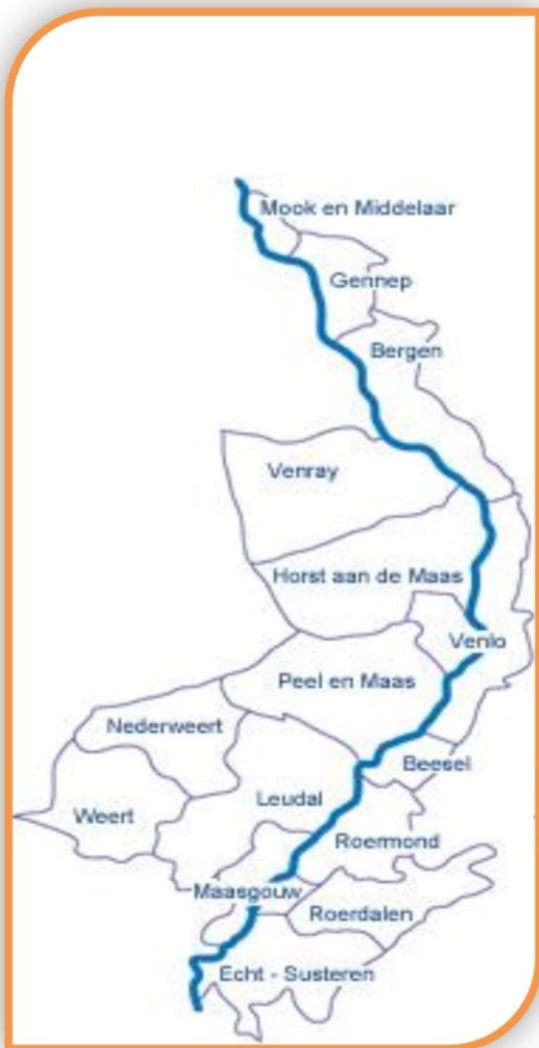 Mook en Middelaar
Gennep
Bergen
Venray
Horst aan de Maas
Venlo
Peel en Maas
Nederweert
Beesel
Leudal
Weert
Roermond
Maasgouw
Roerdalen
Echt - Susteren